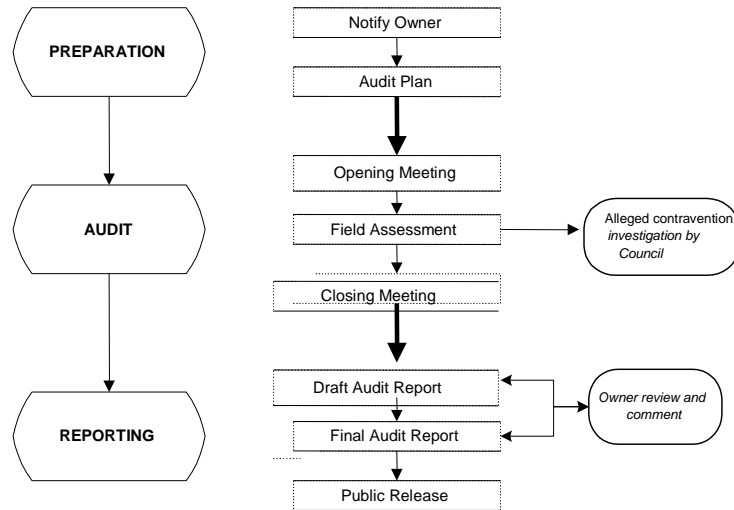 PREPARATION
Notify Owner
Audit Plan
Opening Meeting
AUDIT
Field Assessment
Alleged contravention
investigation by
Council
Closing Meeting
Draft Audit Report
Owner review and
comment
REPORTING
Final Audit Report
Public Release